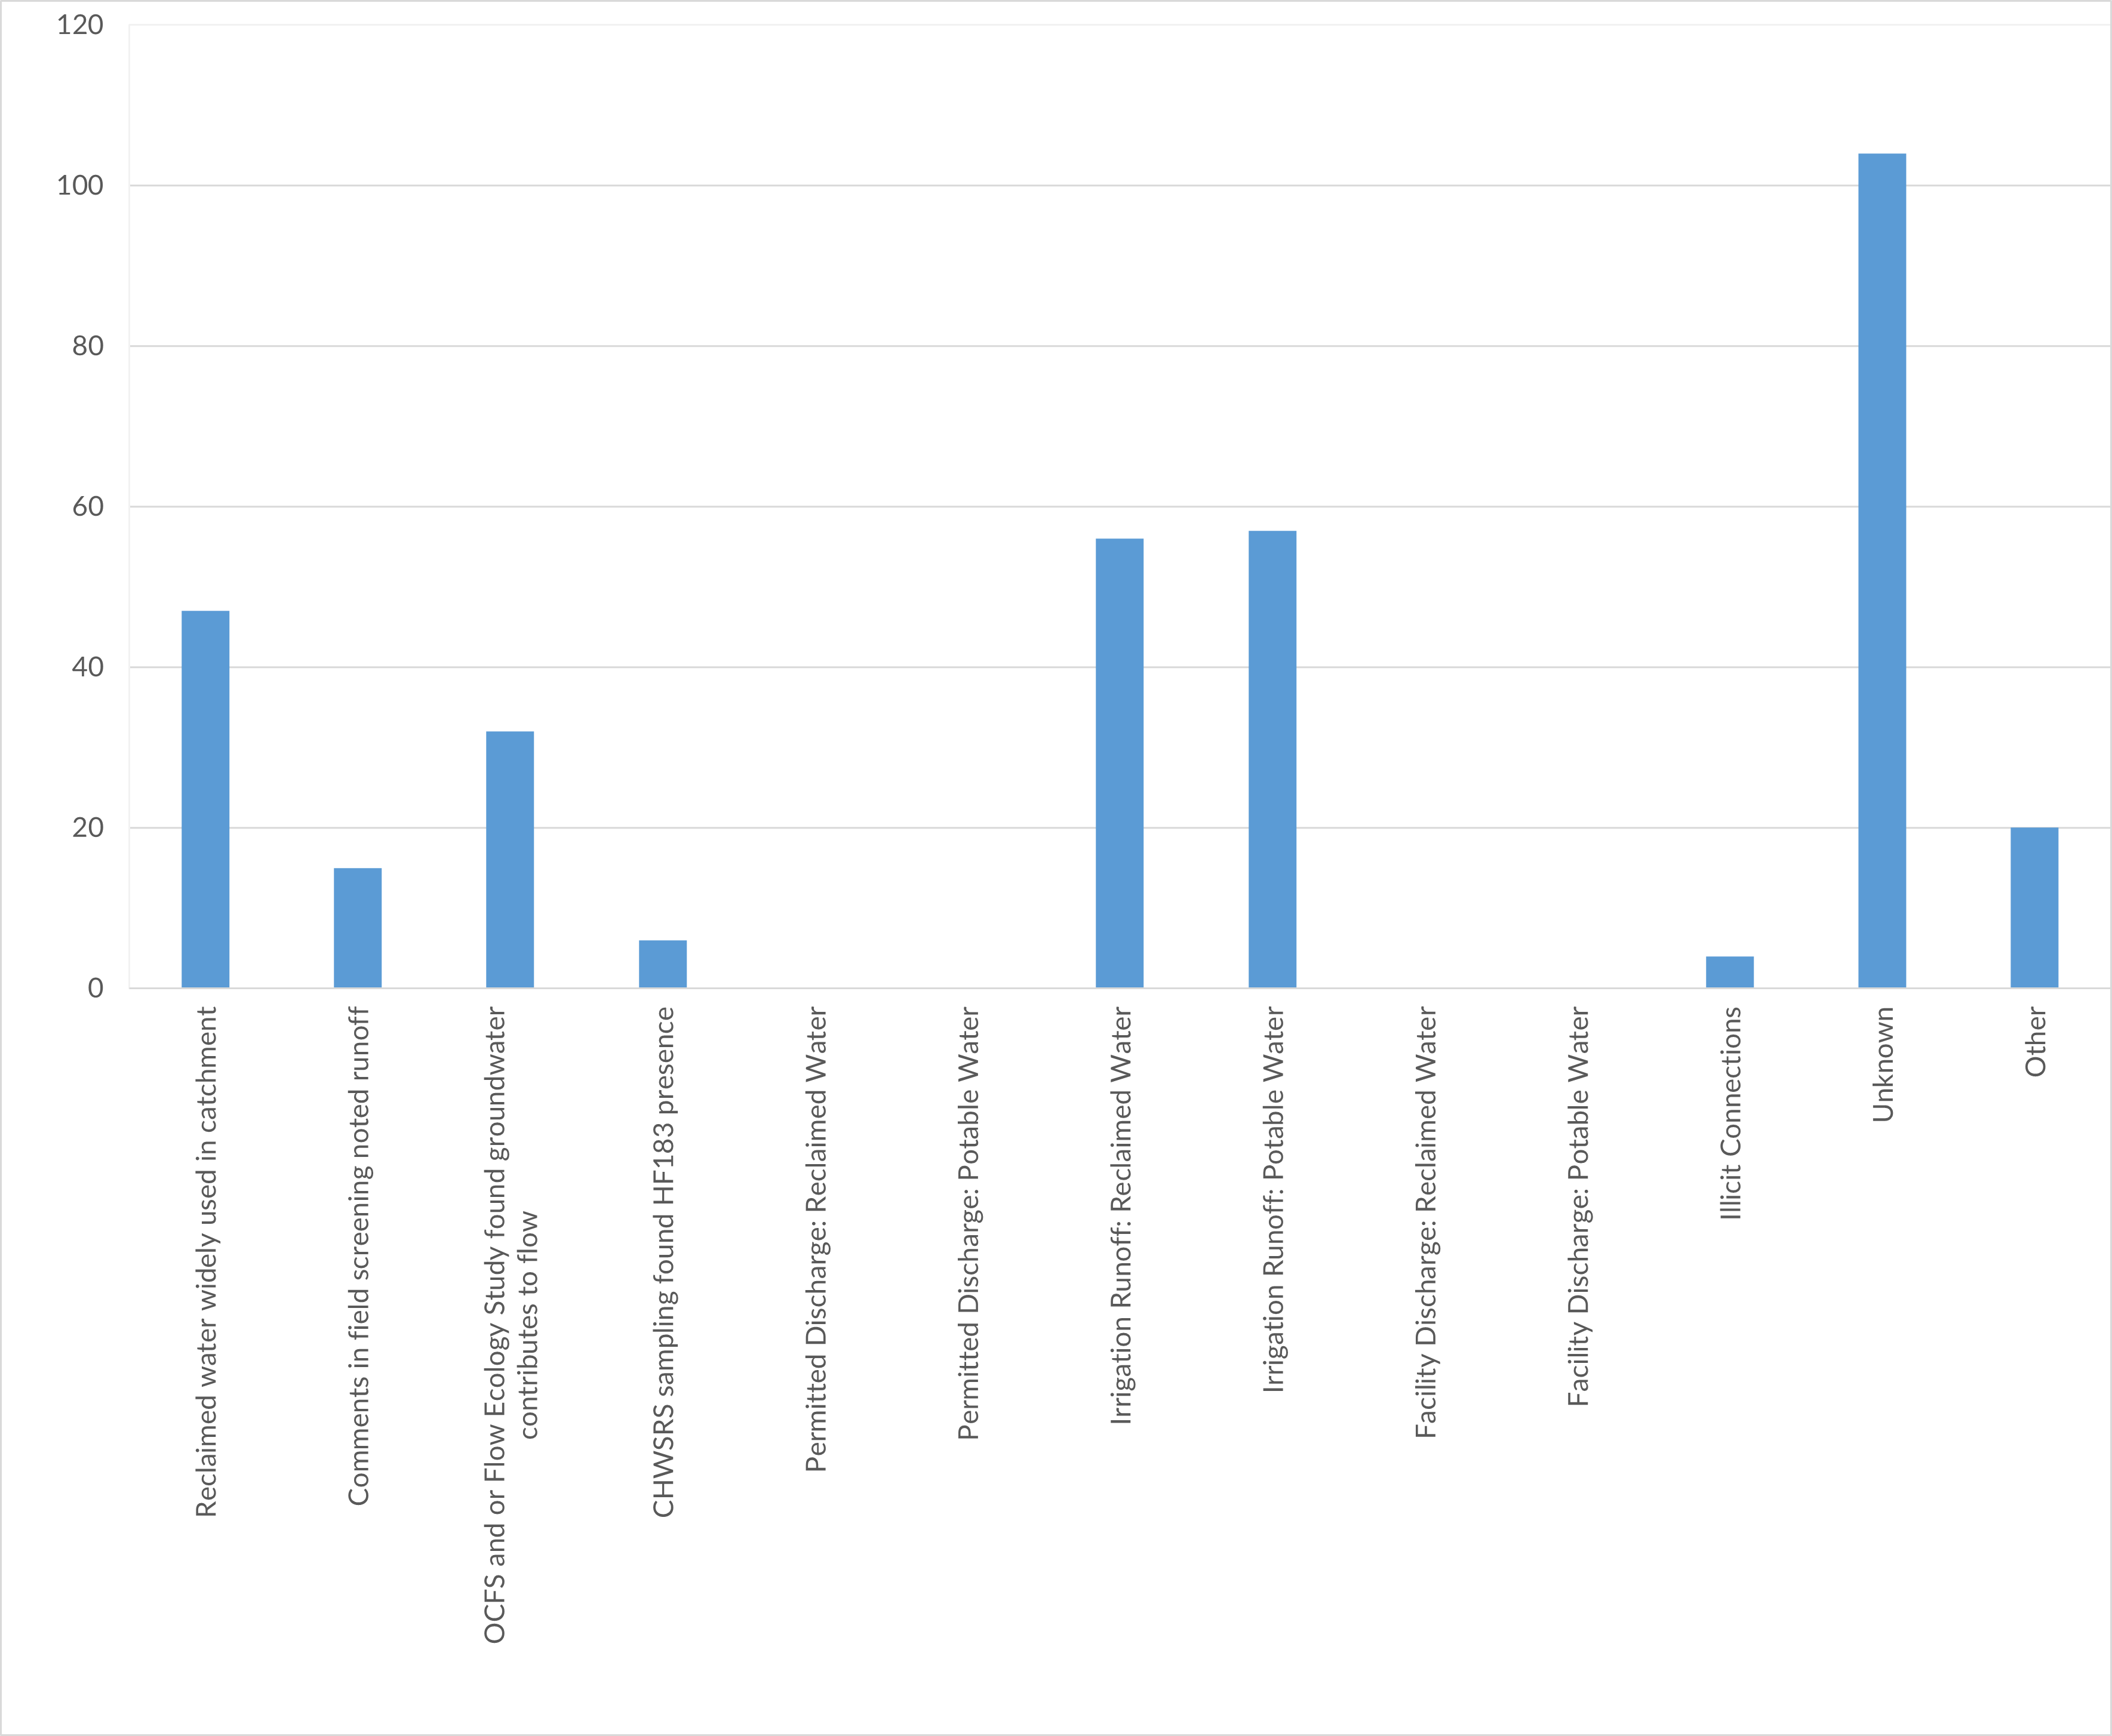 120
100
80
60
40
20
0
Reclaimed water widely used in catchment
Comments in field screening noted runoff
OCFS and or Flow Ecology Study found groundwater
contributes to flow
CHWSRS sampling found HF183 presence
Permitted Discharge: Reclaimed Water
Permitted Discharge: Potable Water
Irrigation Runoff: Reclaimed Water
Irrigation Runoff: Potable Water
Facility Discharge: Reclaimed Water
Facility Discharge: Potable Water
Illicit Connections
Unknown
Other